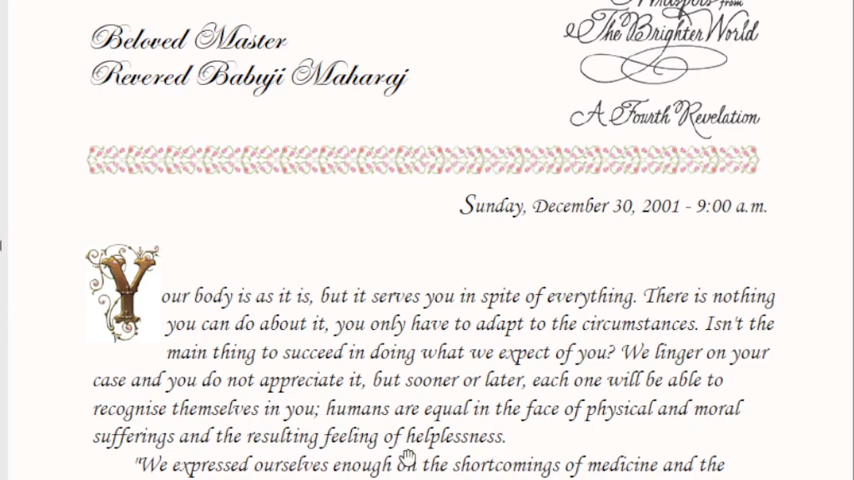 Whispers from
The Brighter World
Beloved Master
Revered Babuji Maharaj
A Fourth Revelation
Sunday, December 30, 2001 - 9:00 a.m.
Your body is as it is, but it serves you in spite of everything. There is nothing
you can do about it, you only have to adapt to the circumstances. Isn't the
main thing to succeed in doing what we expect of you? We linger on your
case and you do not appreciate it, but sooner or later, each one will be able to
recognise themselves in you; humans are equal in the face of physical and moral
sufferings and the resulting feeling of helplessness.
"We expressed ourselves enough on the shortcomings of medicine and the